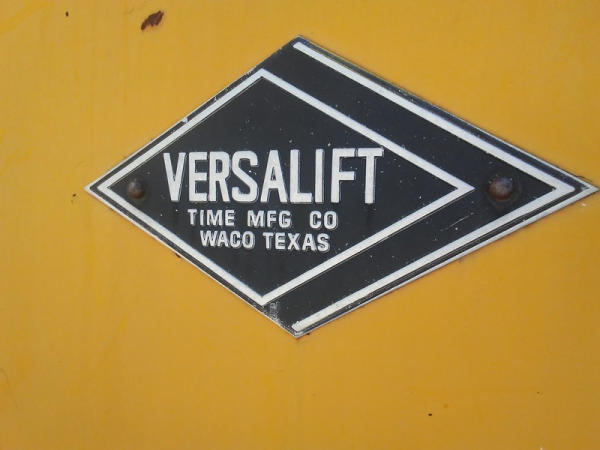 VERSALIFT
TIME MFG CO
WACO TEXAS